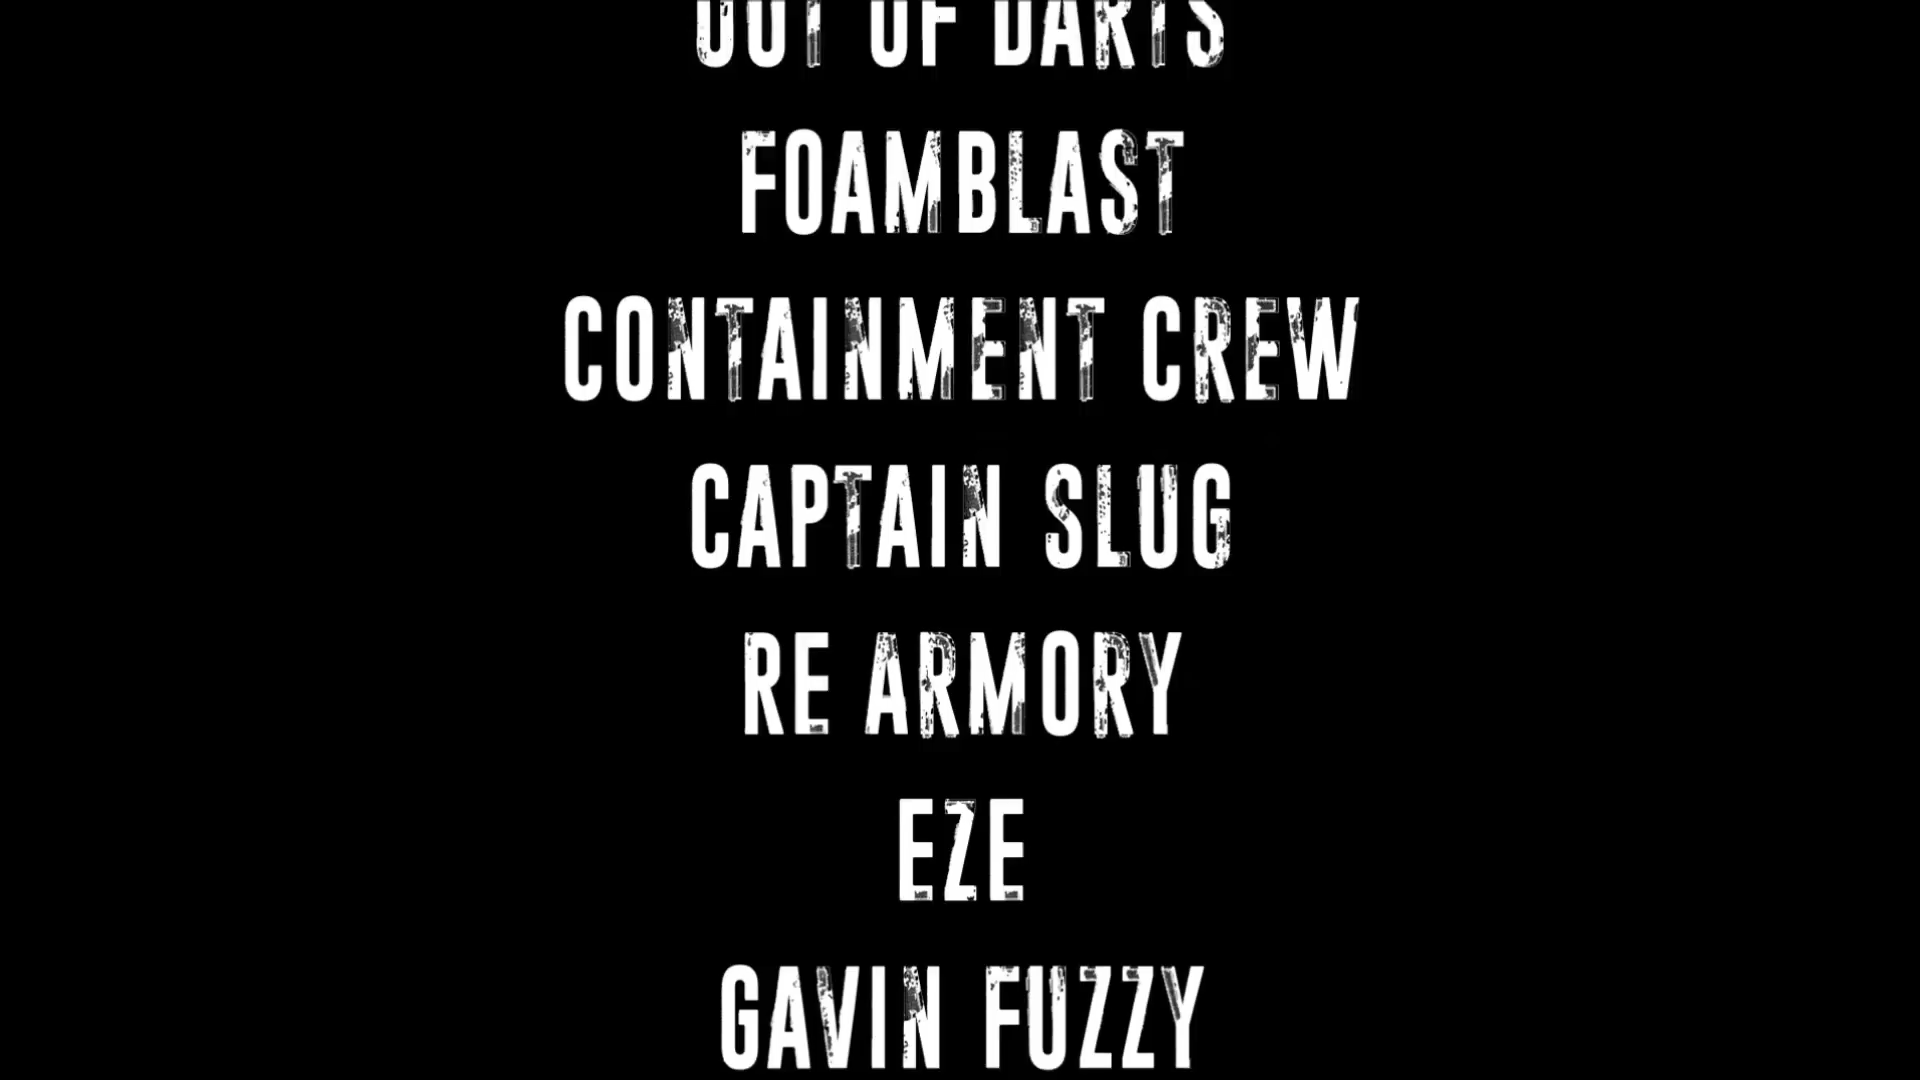 OUT OF DARTS
FOAMBLAST
CONTAINMENT CREW
CAPTAIN SLUG
RE ARMORY
EZE
GAVIN FUZZY